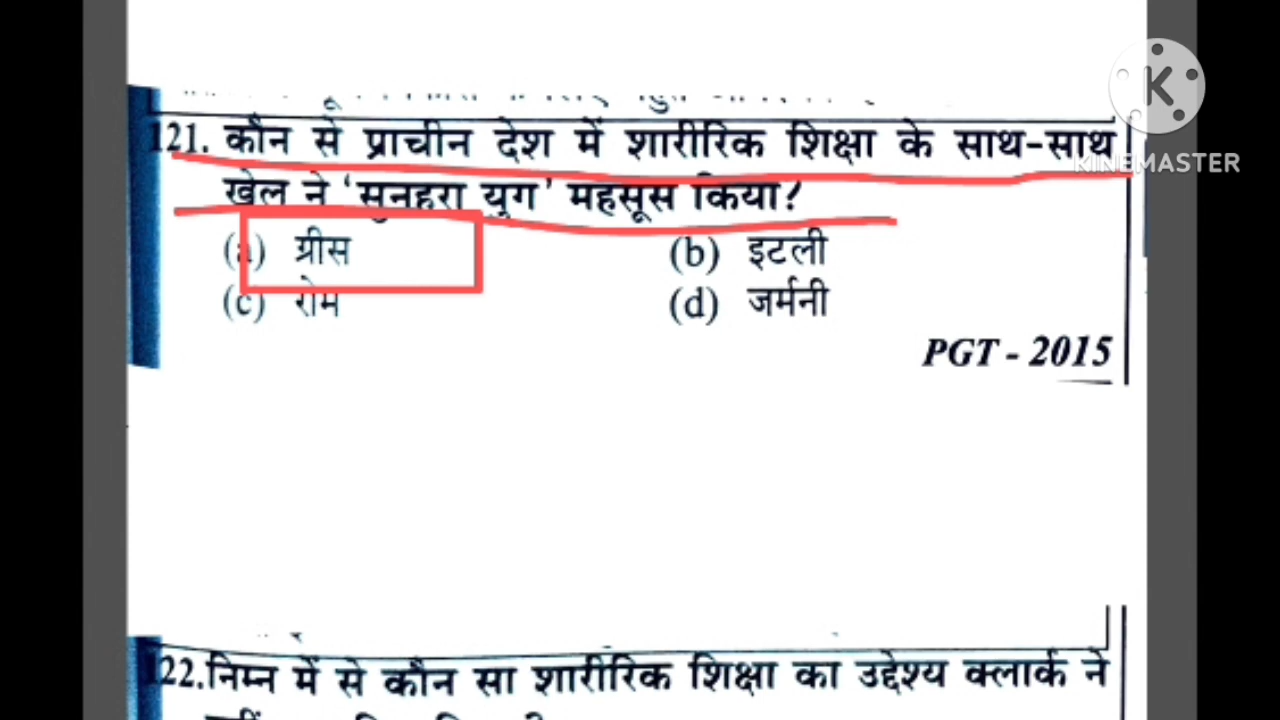 K
KINEMASTER
121. कौन से प्राचीन देश में शारीरिक शिक्षा के साथ-साथ
खेल ने 'सुनहरा युग' महसूस किया?
(a) ग्रीस (b) इटली
(c) रोम (d) जर्मनी
PGT - 2015
122. निम्न में से कौन सा शारीरिक शिक्षा का उद्देश्य क्लार्क ने